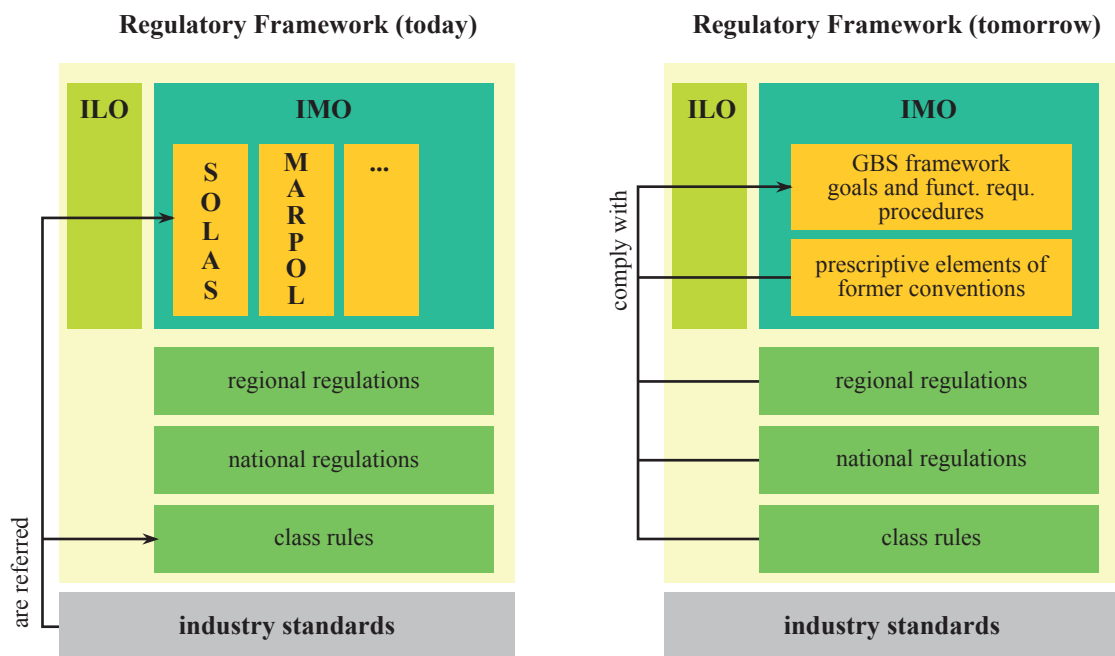 Regulatory Framework (today)
ILO
IMO
SOLAS
MARPOL
...
regional regulations
national regulations
class rules
industry standards
are referred
Regulatory Framework (tomorrow)
ILO
IMO
GBS framework
goals and funct. requ.
procedures
prescriptive elements of
former conventions
comply with
regional regulations
national regulations
class rules
industry standards